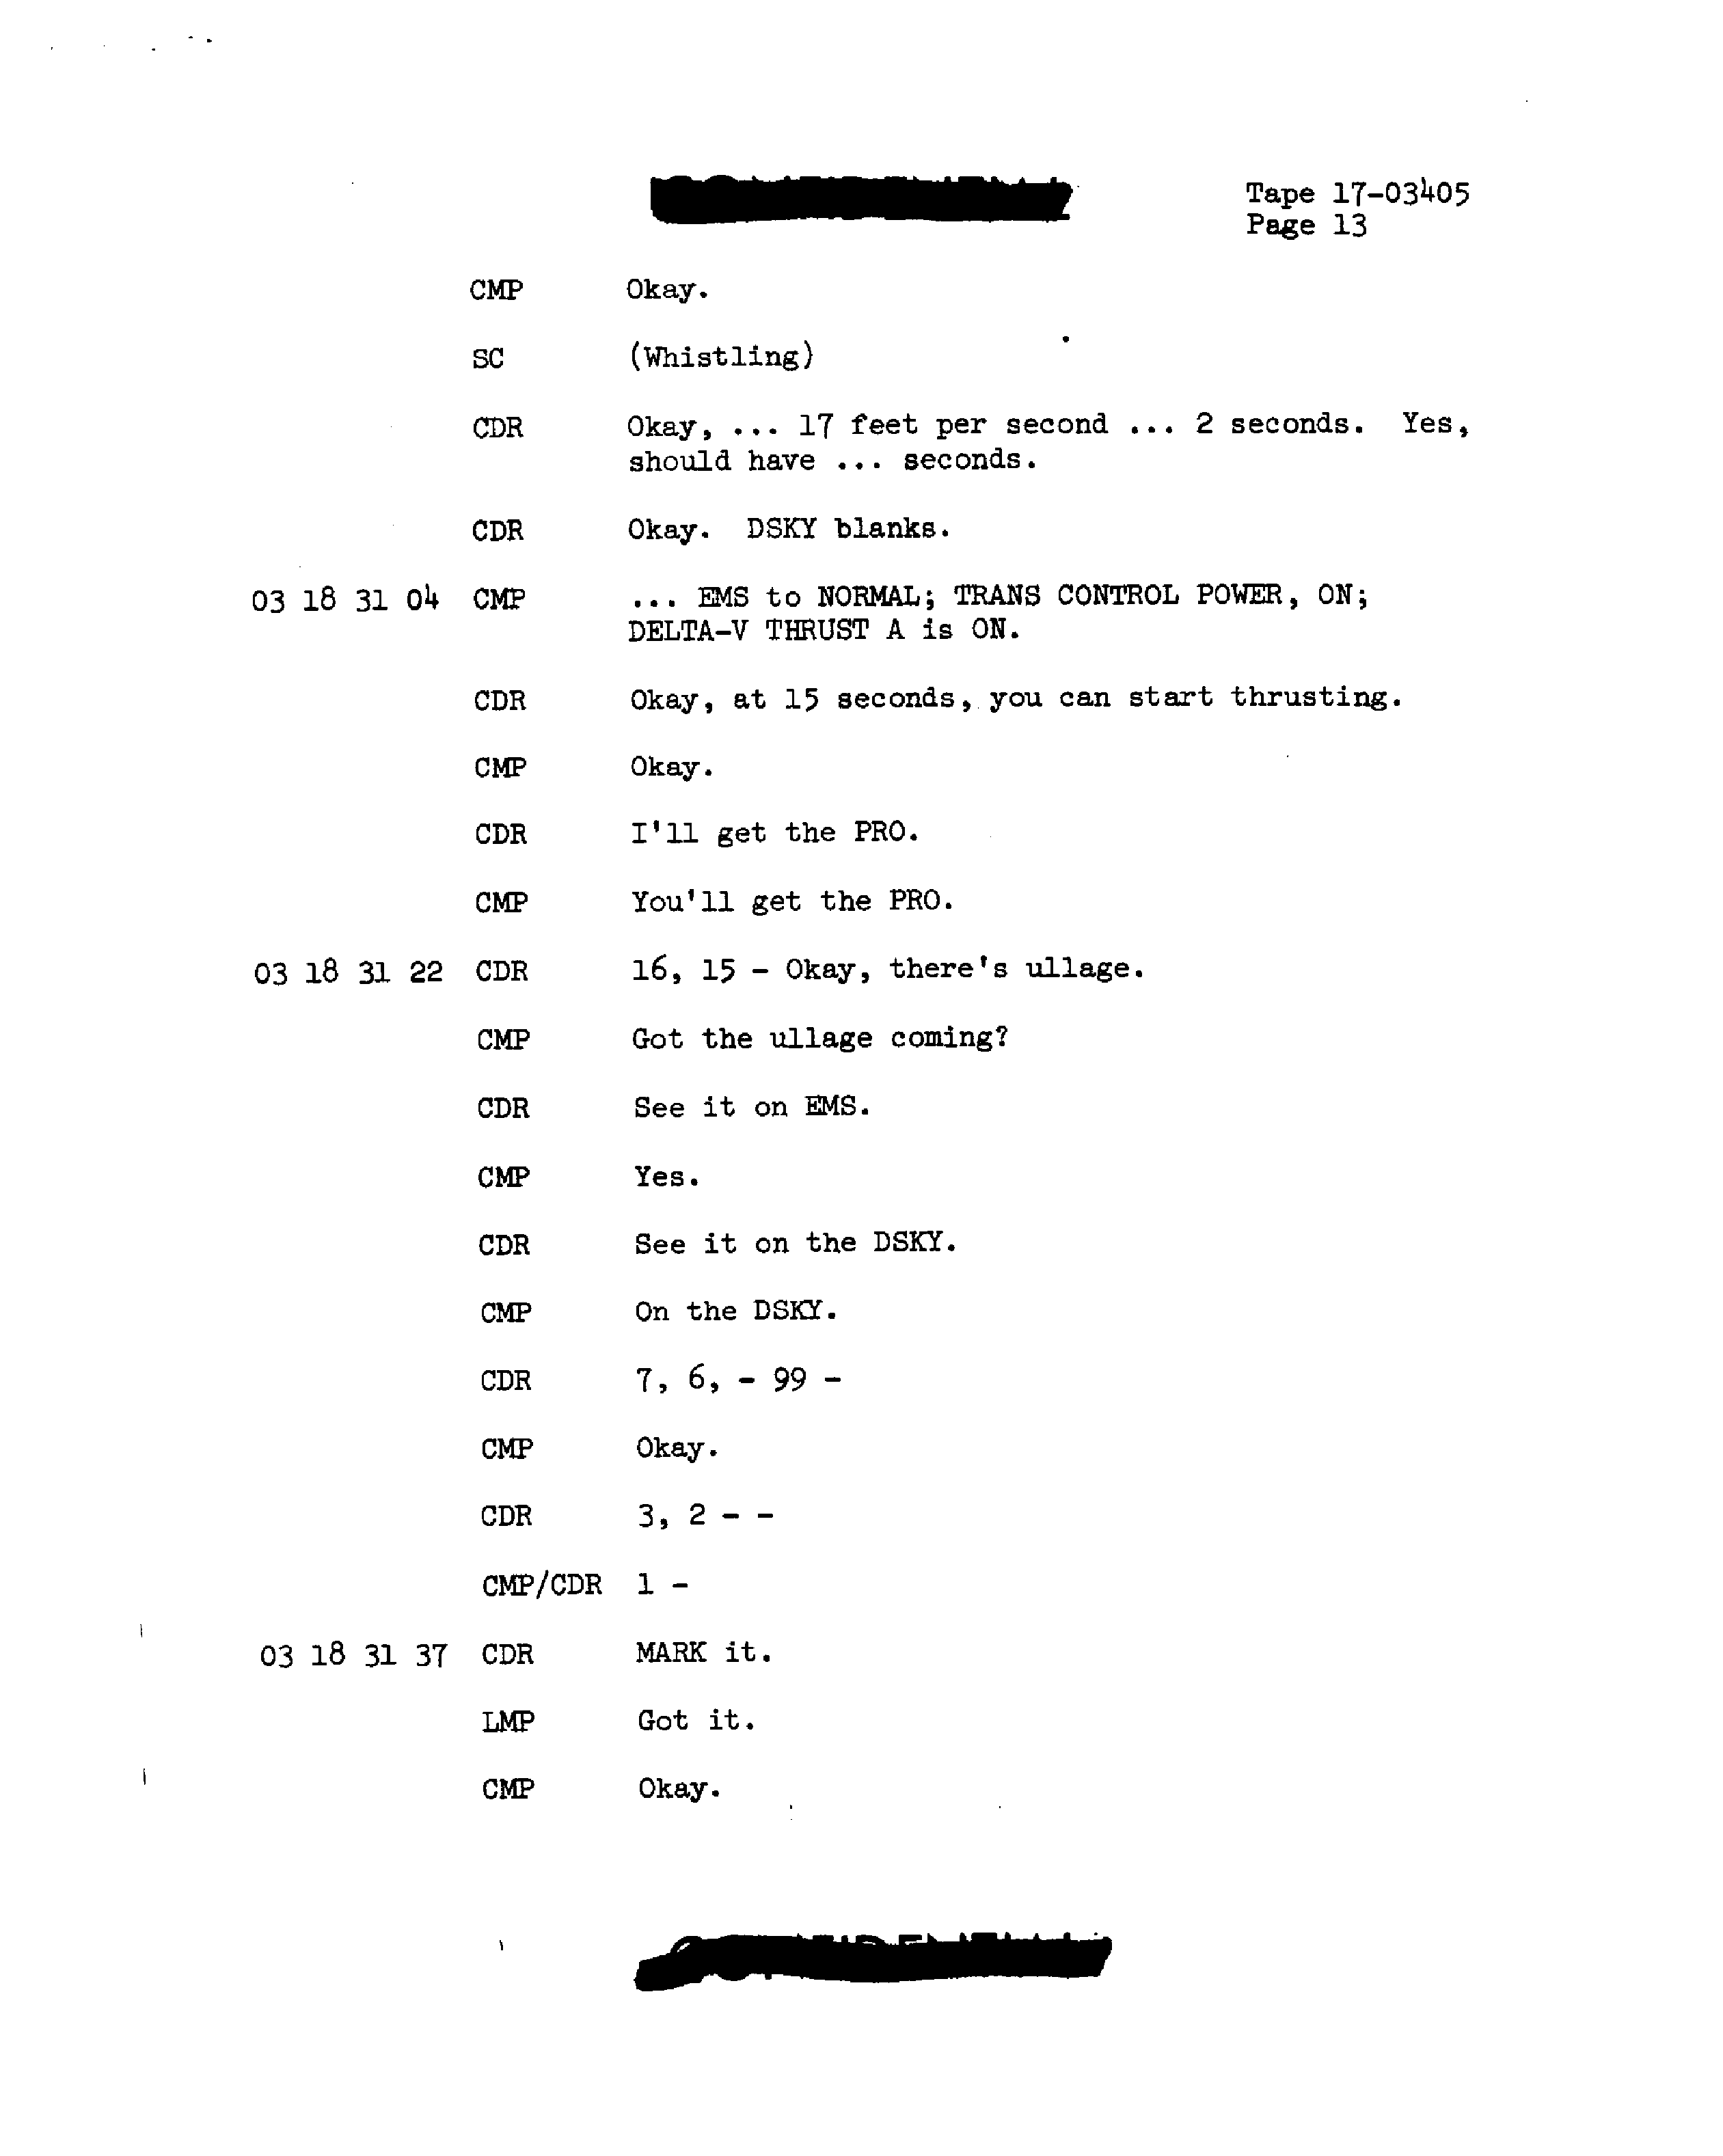 Tape 17-03405
Page 13
CMP Okay.
SC (Whistling)
CDR Okay, ... 17 feet per second ... 2 seconds. Yes,
should have ... seconds.
CDR Okay. DSKY blanks.
03 18 31 04 CMP ... EMS to NORMAL; TRANS CONTROL POWER, ON;
DELTA-V THRUST A is ON.
CDR Okay, at 15 seconds, you can start thrusting.
CMP Okay.
CDR I'll get the PRO.
CMP You'll get the PRO.
03 18 31 22 CDR 16, 15 - Okay, there's ullage.
CMP Got the ullage coming?
CDR See it on EMS.
CMP Yes.
CDR See it on the DSKY.
CMP On the DSKY.
CDR 7, 6, - 99 -
CMP Okay.
CDR 3, 2 - -
CMP/CDR 1 -
03 18 31 37 CDR MARK it.
LMP Got it.
CMP Okay.